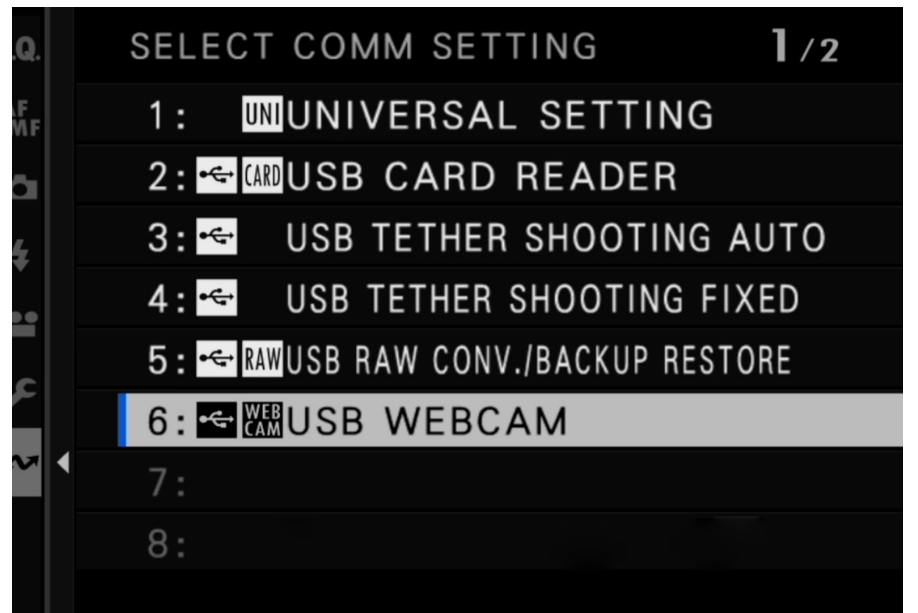 SELECT COMM SETTING 1/2
.Q.
1: UNI UNIVERSAL SETTING
AF
MF
2: CARD USB CARD READER
3: USB TETHER SHOOTING AUTO
4: USB TETHER SHOOTING FIXED
5: RAW USB RAW CONV./BACKUP RESTORE
6: WEB CAM USB WEBCAM
7:
8: